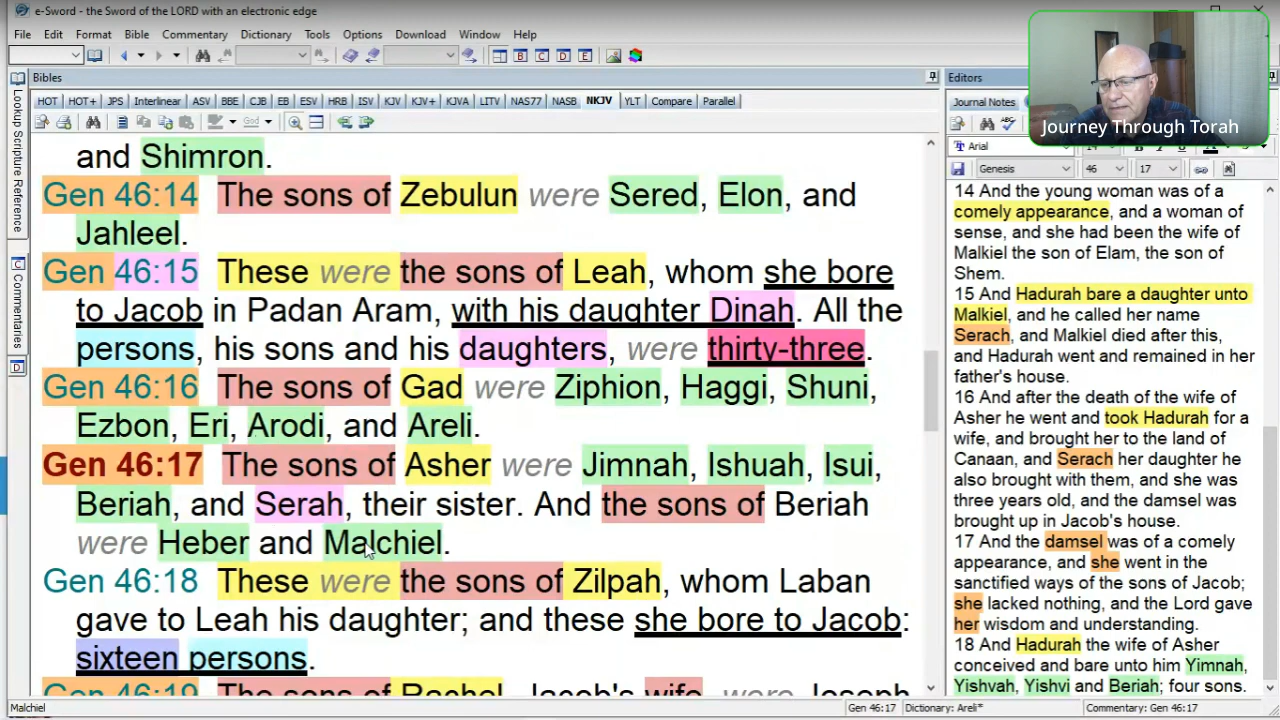 e-Sword - the Sword of the LORD with an electronic edge
File Edit Format Bible Commentary Dictionary Tools Options Download Window Help
Bibles
HOT HOT+ JPS Interlinear ASV BBE CJB EB ESV HRB ISV KJV KJV+ KJVA LITV NAS77 NASB NKJV YLT Compare Parallel
God
Lookup Scripture Reference
Commentaries
D
and Shimron.
Gen 46:14 The sons of Zebulun were Sered, Elon, and
Jahleel.
Gen 46:15 These were the sons of Leah, whom she bore
to Jacob in Padan Aram, with his daughter Dinah. All the
persons, his sons and his daughters, were thirty-three.
Gen 46:16 The sons of Gad were Ziphion, Haggi, Shuni,
Ezbon, Eri, Arodi, and Areli.
Gen 46:17 The sons of Asher were Jimnah, Ishuah, Isui,
Beriah, and Serah, their sister. And the sons of Beriah
were Heber and Malchiel.
Gen 46:18 These were the sons of Zilpah, whom Laban
gave to Leah his daughter; and these she bore to Jacob:
sixteen persons.
Gen 46:19 The sons of Rachel, Jacob's wife, were Joseph
Editors
Journal Notes
Journey Through Torah
Arial
Genesis 46 17
14 And the young woman was of a
comely appearance, and a woman of
sense, and she had been the wife of
Malkiel the son of Elam, the son of
Shem.
15 And Hadurah bare a daughter unto
Malkiel, and he called her name
Serach, and Malkiel died after this,
and Hadurah went and remained in her
father's house.
16 And after the death of the wife of
Asher he went and took Hadurah for a
wife, and brought her to the land of
Canaan, and Serach her daughter he
also brought with them, and she was
three years old, and the damsel was
brought up in Jacob's house.
17 And the damsel was of a comely
appearance, and she went in the
sanctified ways of the sons of Jacob;
she lacked nothing, and the Lord gave
her wisdom and understanding.
18 And Hadurah the wife of Asher
conceived and bare unto him Yimnah,
Yishvah, Yishvi and Beriah; four sons.
Malchiel
Gen 46:17
Dictionary: Areli*
Commentary: Gen 46:17